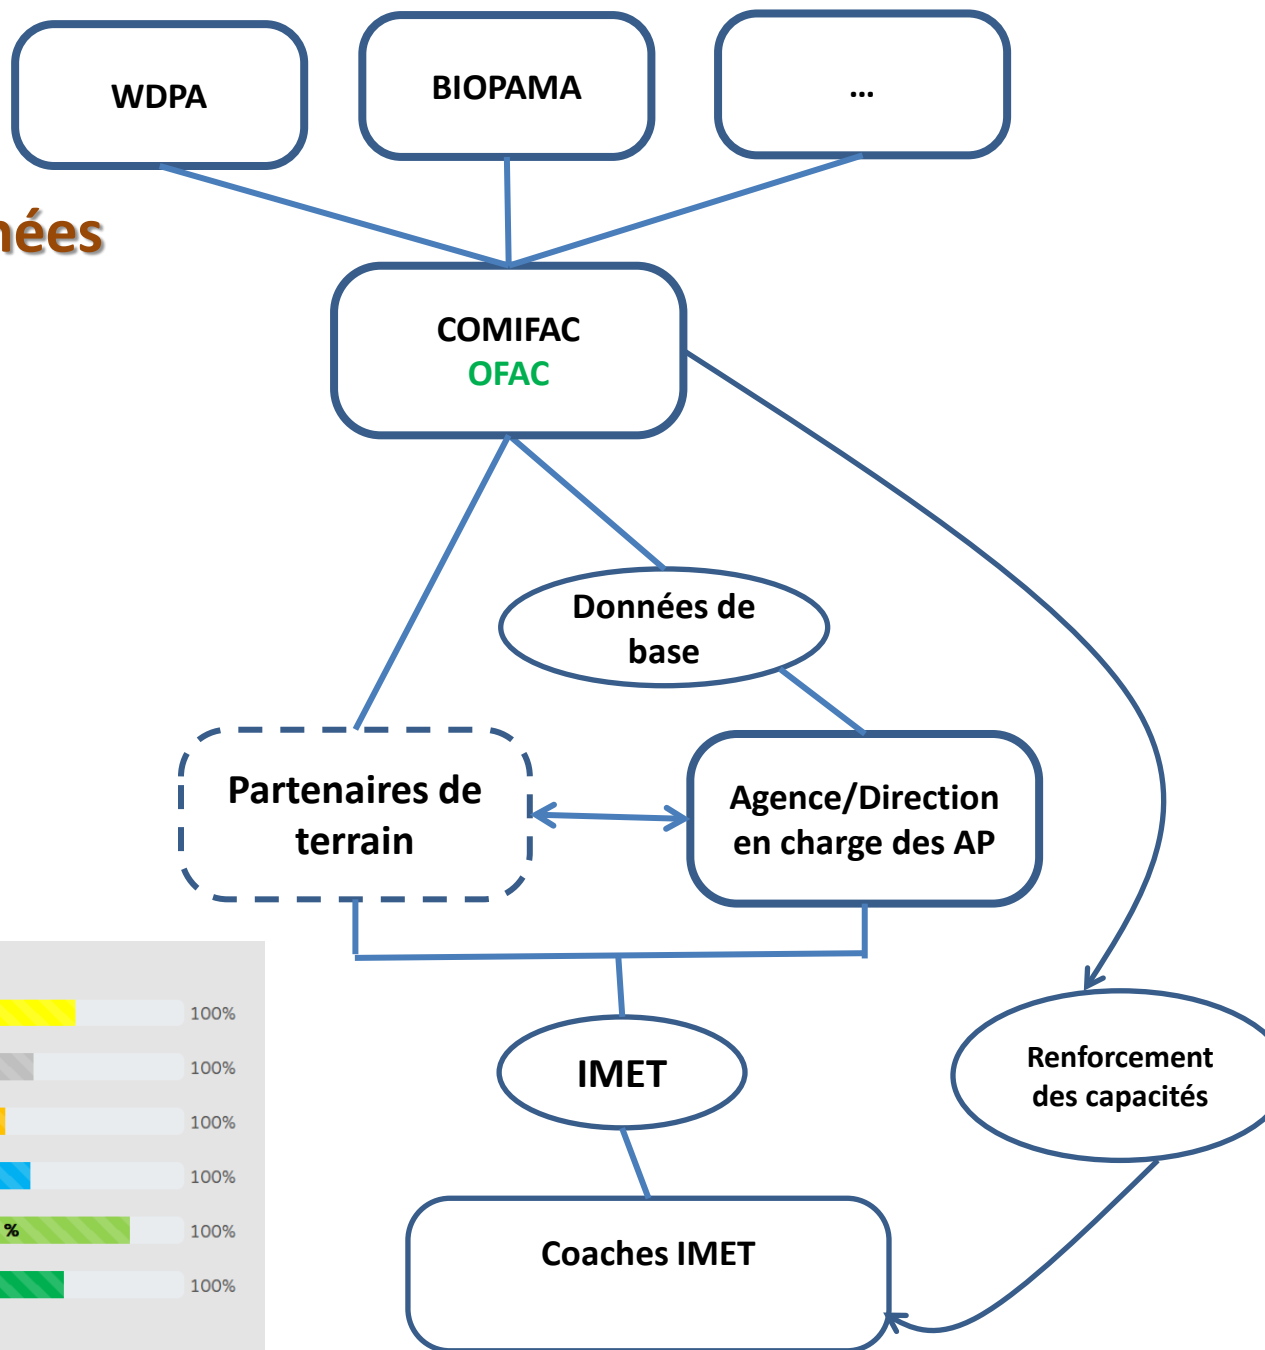 WDPA
BIOPAMA
...
nées
COMIFAC
OFAC
Données de
base
Partenaires de
terrain
Agence/Direction
en charge des AP
100%
100%
100%
100%
%
100%
100%
IMET
Renforcement
des capacités
Coaches IMET